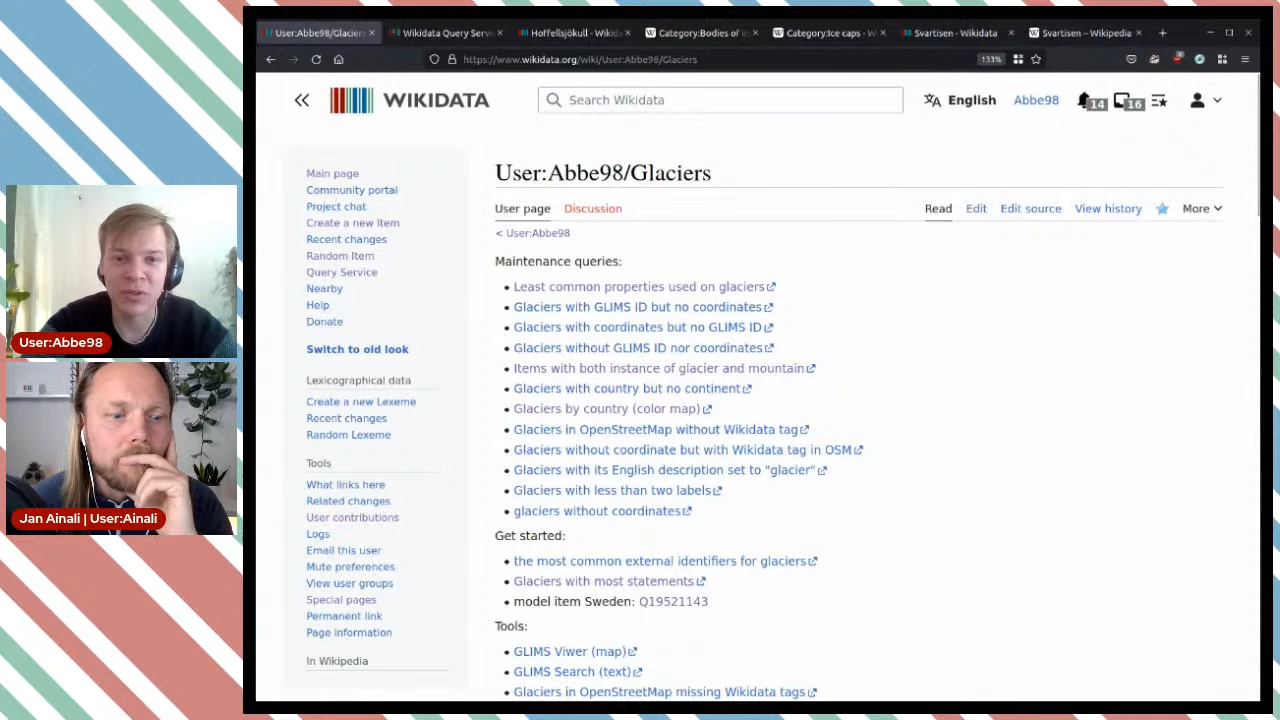 User:Abbe98/Glaciers
Wikidata Query Servi
Hoffellsjökull - Wikida
Category:Bodies of ic
Category:Ice caps - W
Svartisen - Wikidata
Svartisen – Wikipedia
https://www.wikidata.org/wiki/User:Abbe98/Glaciers
133%
WIKIDATA
Search Wikidata
English
Abbe98
14
16
Main page
Community portal
Project chat
Create a new Item
Recent changes
Random Item
Query Service
Nearby
Help
Donate
Switch to old look
Lexicographical data
Create a new Lexeme
Recent changes
Random Lexeme
Tools
What links here
Related changes
User contributions
Logs
Email this user
Mute preferences
View user groups
Special pages
Permanent link
Page information
In Wikipedia
User:Abbe98/Glaciers
User page
Discussion
Read
Edit
Edit source
View history
More
< User:Abbe98
Maintenance queries:
• Least common properties used on glaciers
• Glaciers with GLIMS ID but no coordinates
• Glaciers with coordinates but no GLIMS ID
• Glaciers without GLIMS ID nor coordinates
• Items with both instance of glacier and mountain
• Glaciers with country but no continent
• Glaciers by country (color map)
• Glaciers in OpenStreetMap without Wikidata tag
• Glaciers without coordinate but with Wikidata tag in OSM
• Glaciers with its English description set to "glacier"
• Glaciers with less than two labels
• glaciers without coordinates
Get started:
• the most common external identifiers for glaciers
• Glaciers with most statements
• model item Sweden: Q19521143
Tools:
• GLIMS Viwer (map)
• GLIMS Search (text)
• Glaciers in OpenStreetMap missing Wikidata tags
User:Abbe98
Jan Ainali | User:Ainali